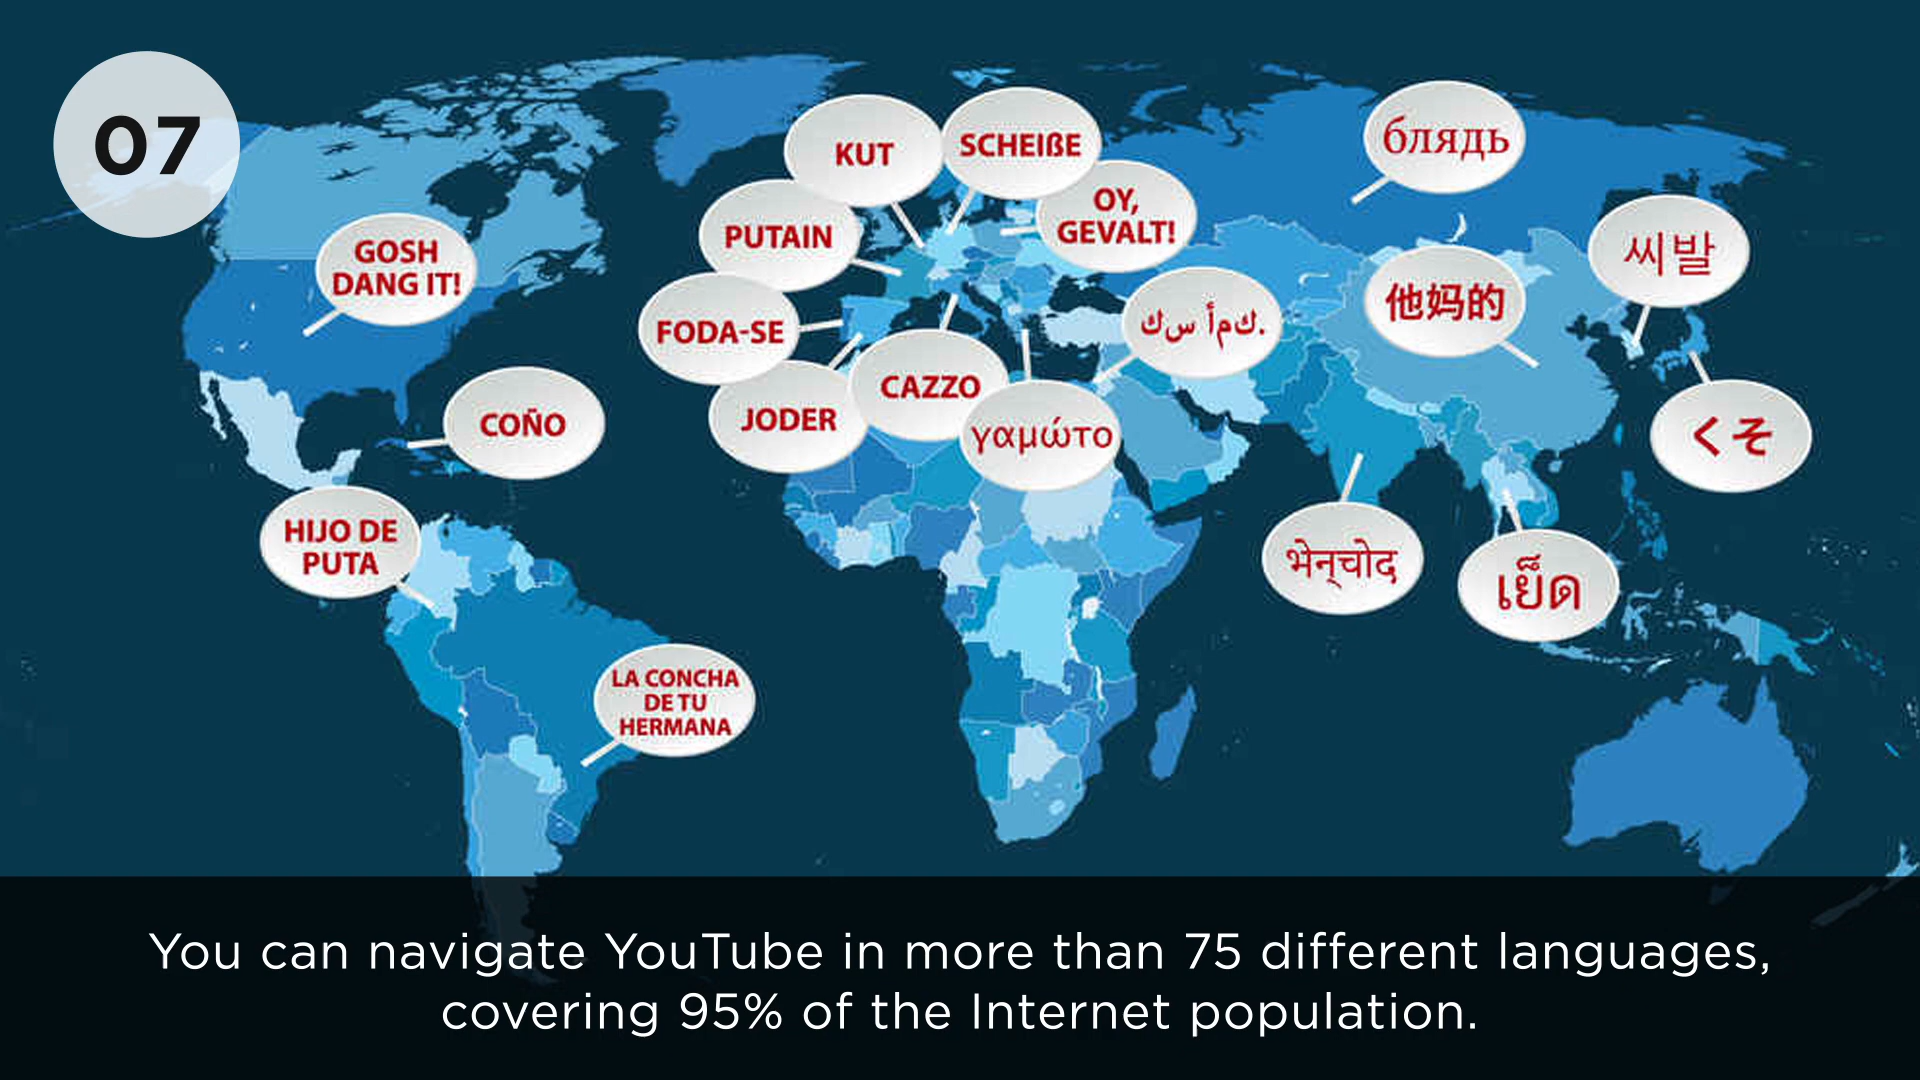 07
KUT
SCHEIßE
блядь
OY,
GEVALT!
PUTAIN
씨발
GOSH
DANG IT!
FODA-SE
كمأ سك.
他妈的
COÑO
JODER
CAZZO
γαμώτο
くそ
HIJO DE
PUTA
भेन्चोद
เย็ด
LA CONCHA
DE TU
HERMANA
You can navigate YouTube in more than 75 different languages,
covering 95% of the Internet population.